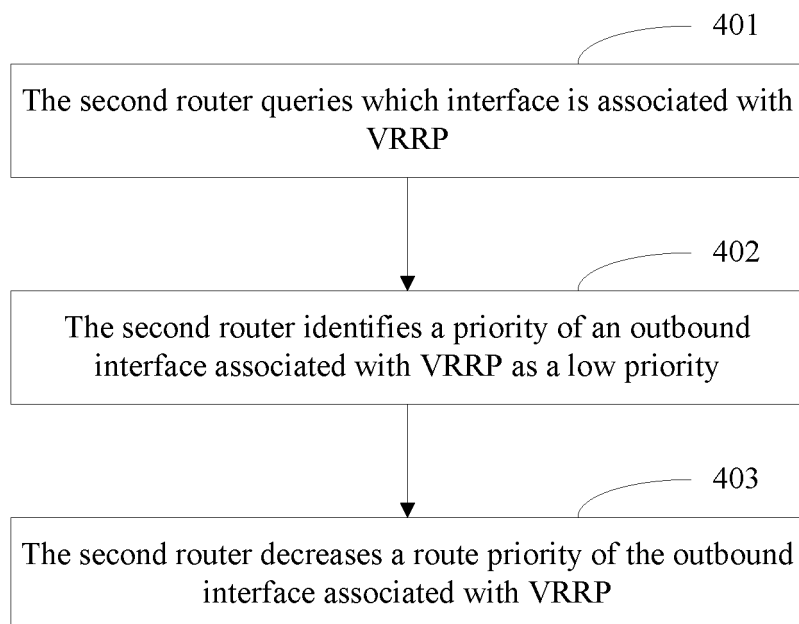 401
The second router queries which interface is associated with
VRRP
402
The second router identifies a priority of an outbound
interface associated with VRRP as a low priority
403
The second router decreases a route priority of the outbound
interface associated with VRRP